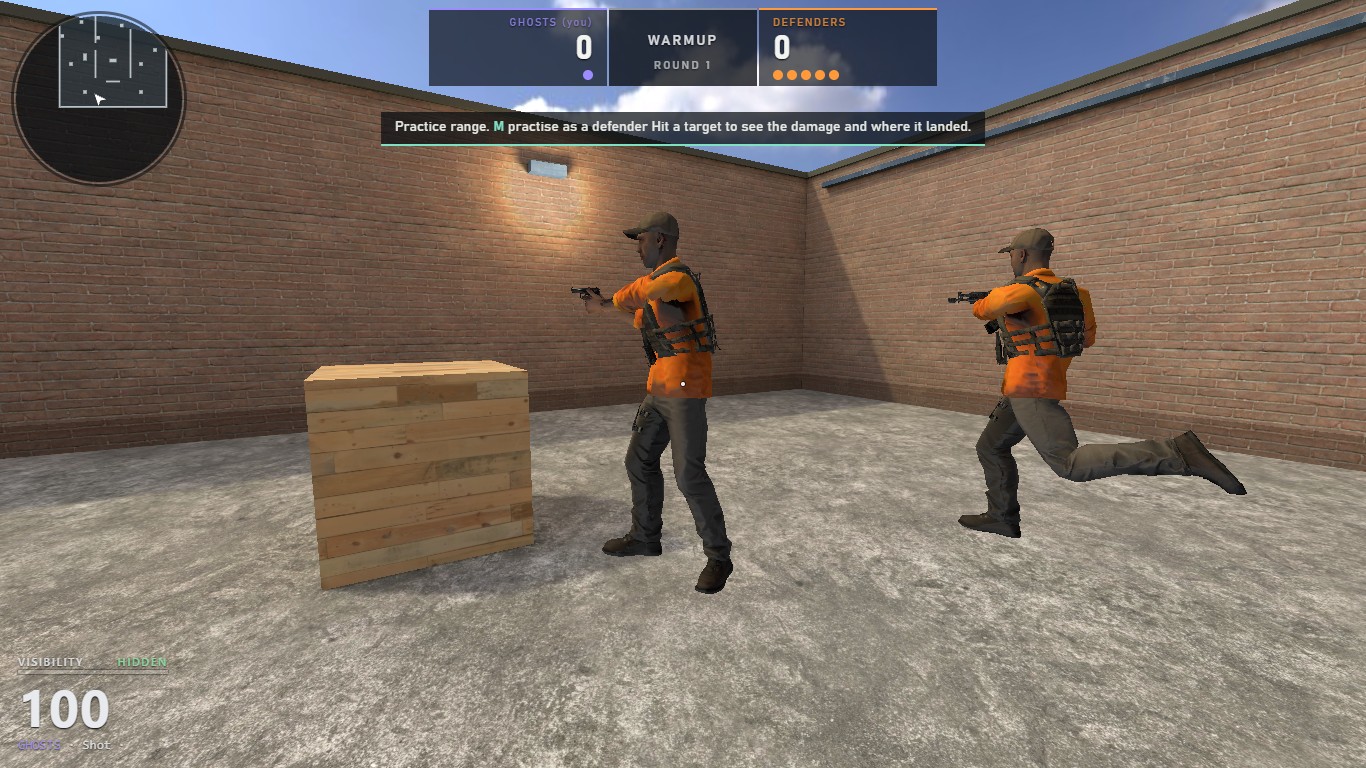 GHOSTS (you)
0
WARMUP
ROUND 1
DEFENDERS
0
Practice range. M practise as a defender Hit a target to see the damage and where it landed.
VISIBILITY HIDDEN
100
GHOSTS · Shot